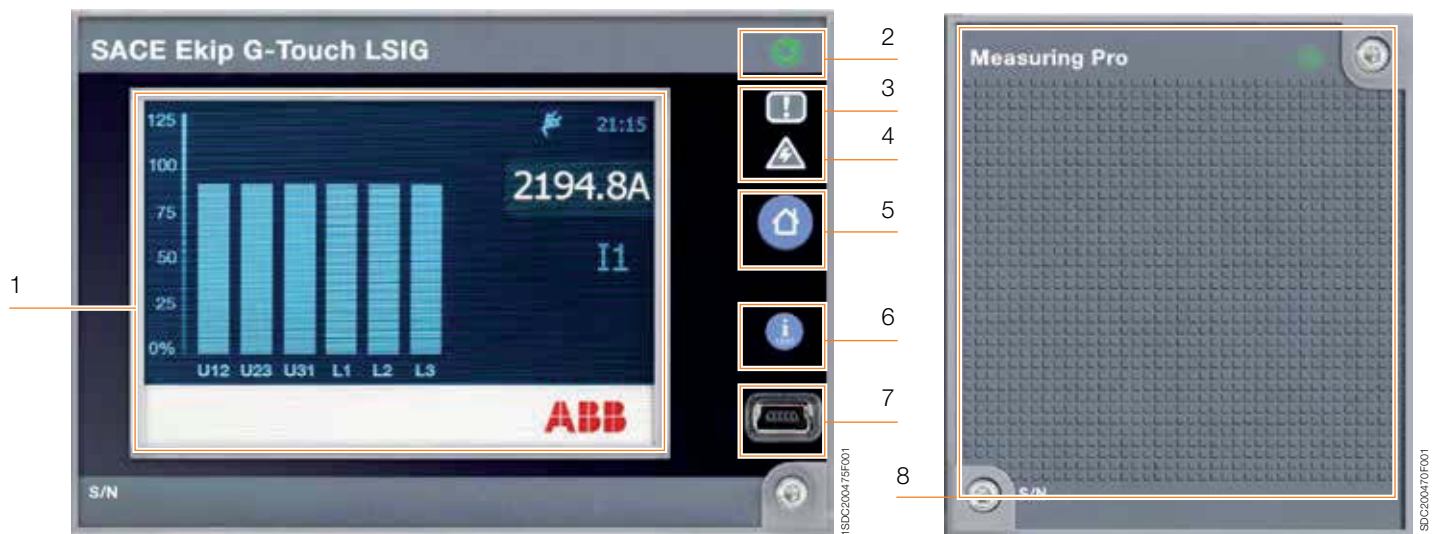 SACE Ekip G-Touch LSIG
2
3
4
5
6
7
1
125
100
75
50
25
0%
21:15
2194.8A
I1
U12 U23 U31 L1 L2 L3
ABB
S/N
1SDC200475F001
Measuring Pro
8
S/N
SDC200470F001